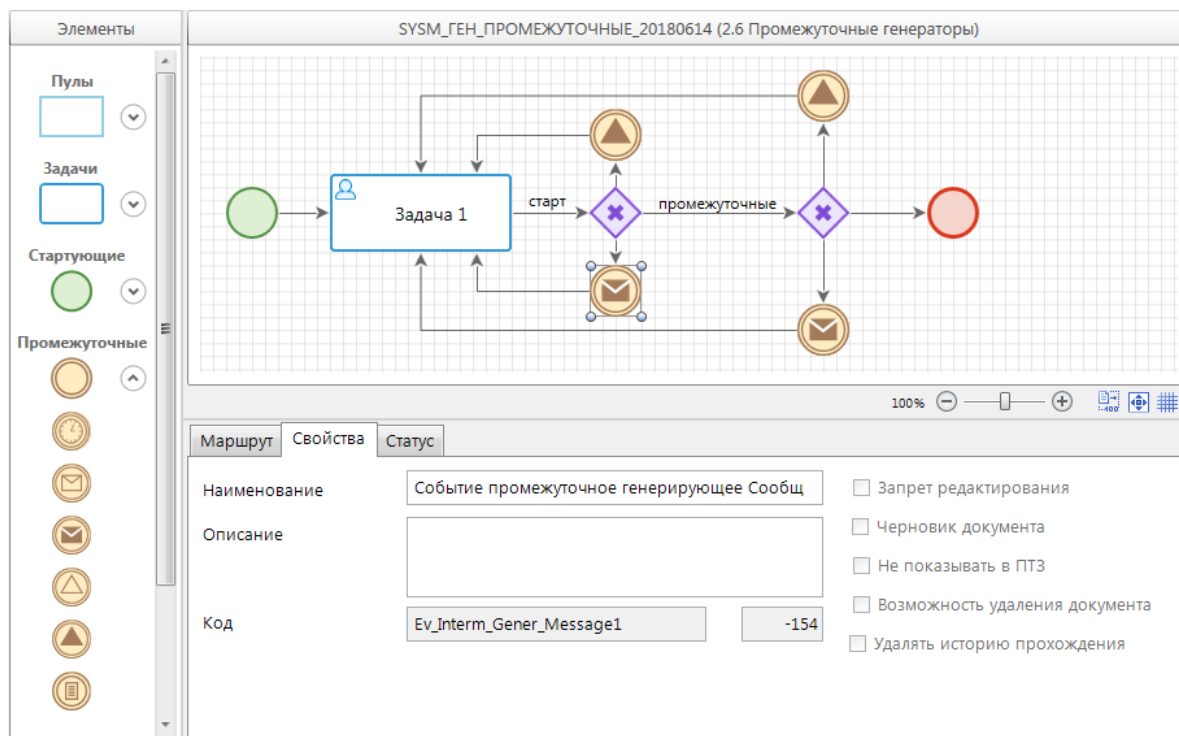 Элементы
SYSM_ГЕН_ПРОМЕЖУТОЧНЫЕ_20180614 (2.6 Промежуточные генераторы)
Пулы
Задачи
Стартующие
Промежуточные
Задача 1
старт
промежуточные
100%
Маршрут
Свойства
Статус
Наименование
Событие промежуточное генерирующее Сообщ
Описание
Код
Ev_Interm_Gener_Message1
-154
Запрет редактирования
Черновик документа
Не показывать в ПТЗ
Возможность удаления документа
Удалять историю прохождения